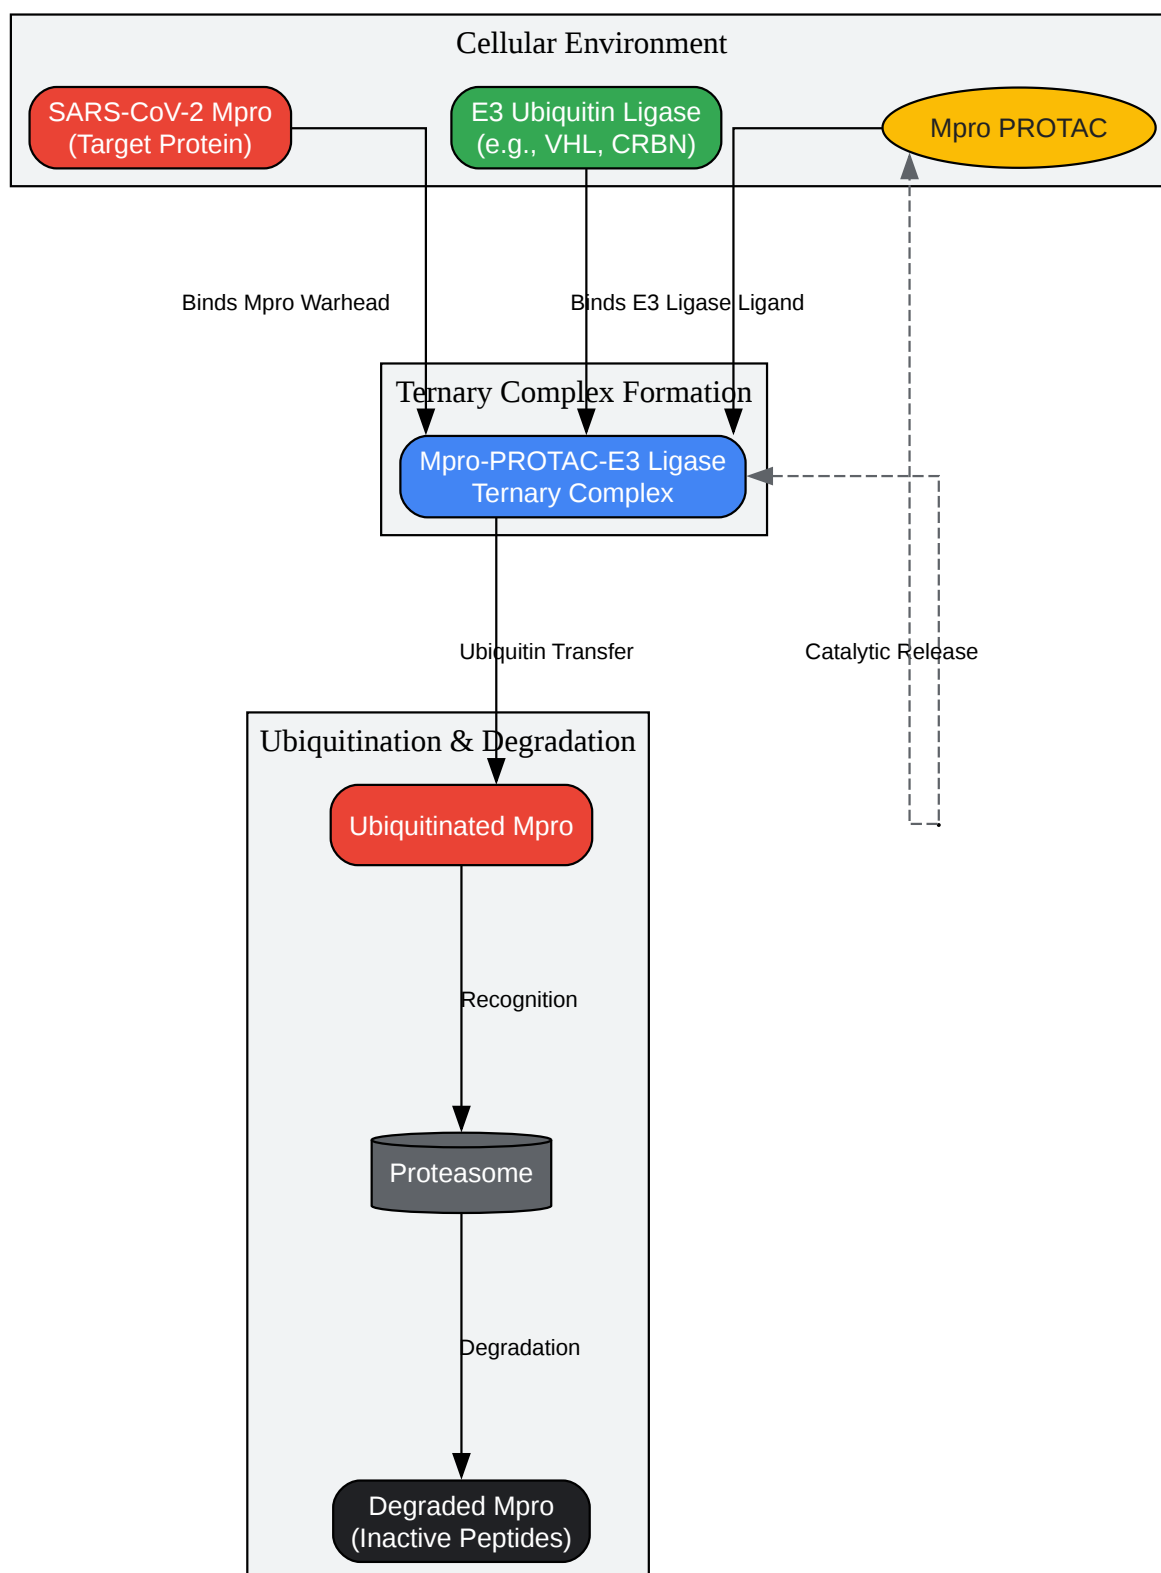 Cellular Environment
SARS-CoV-2 Mpro
(Target Protein)
E3 Ubiquitin Ligase
(e.g., VHL, CRBN)
Mpro PROTAC
Binds Mpro Warhead
Binds E3 Ligase Ligand
Ternary Complex Formation
Mpro-PROTAC-E3 Ligase
Ternary Complex
Ubiquitin Transfer
Catalytic Release
Ubiquitination & Degradation
Ubiquitinated Mpro
Recognition
Proteasome
Degradation
Degraded Mpro
(Inactive Peptides)